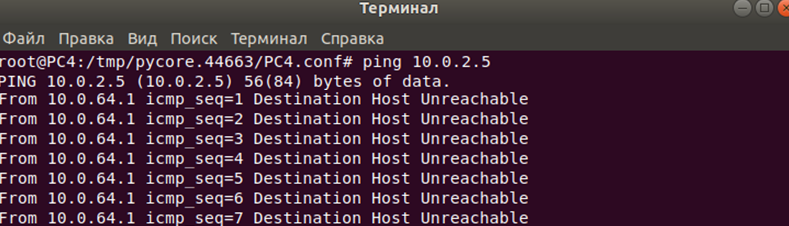 Терминал
Файл Правка Вид Поиск Терминал Справка
root@PC4:/tmp/pycore.44663/PC4.conf# ping 10.0.2.5
PING 10.0.2.5 (10.0.2.5) 56(84) bytes of data.
From 10.0.64.1 icmp_seq=1 Destination Host Unreachable
From 10.0.64.1 icmp_seq=2 Destination Host Unreachable
From 10.0.64.1 icmp_seq=3 Destination Host Unreachable
From 10.0.64.1 icmp_seq=4 Destination Host Unreachable
From 10.0.64.1 icmp_seq=5 Destination Host Unreachable
From 10.0.64.1 icmp_seq=6 Destination Host Unreachable
From 10.0.64.1 icmp_seq=7 Destination Host Unreachable